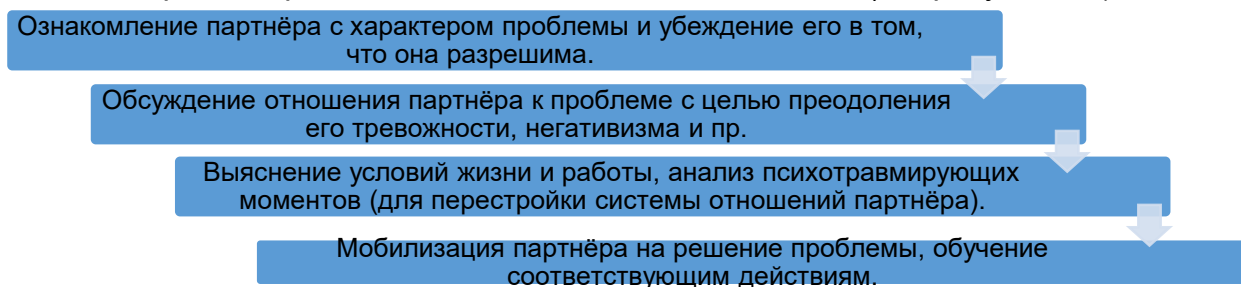 Ознакомление партнёра с характером проблемы и убеждение его в том,
что она разрешима.
Обсуждение отношения партнёра к проблеме с целью преодоления
его тревожности, негативизма и пр.
Выяснение условий жизни и работы, анализ психотравмирующих
моментов (для перестройки системы отношений партнёра).
Мобилизация партнёра на решение проблемы, обучение
соответствующим действиям.